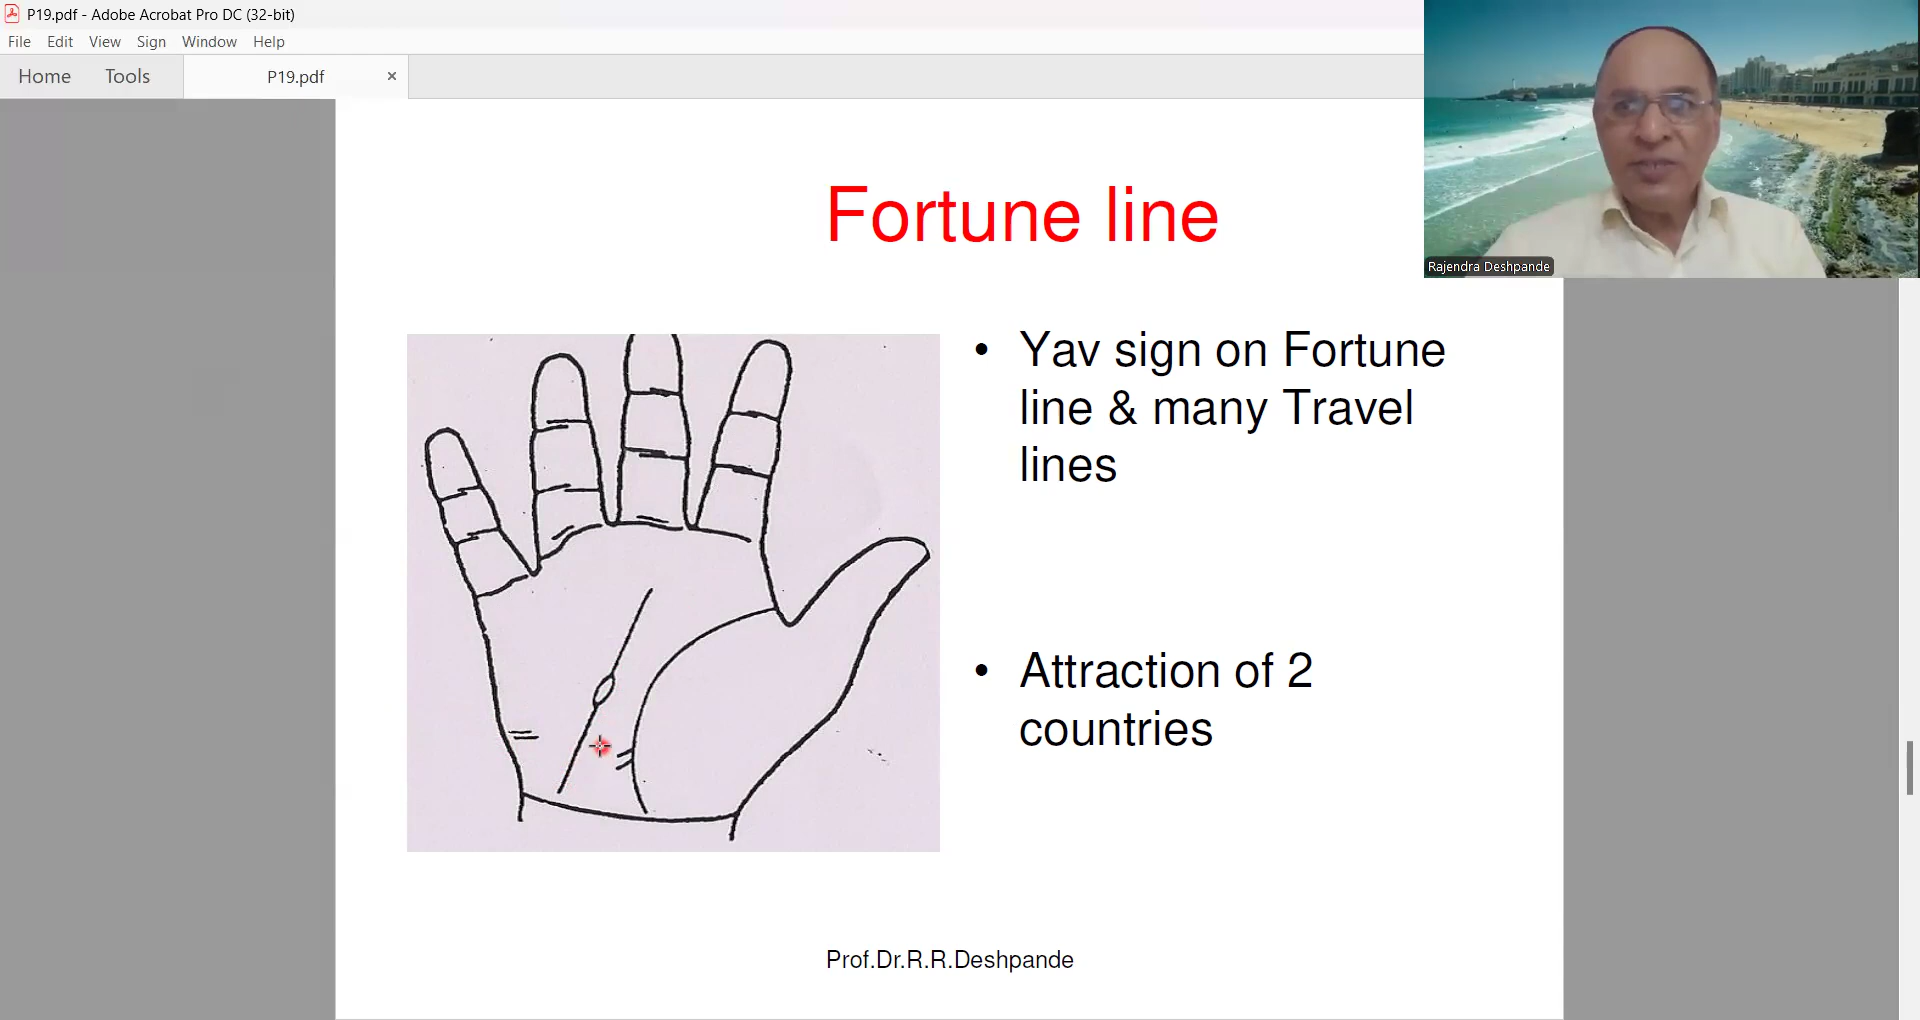 P19.pdf - Adobe Acrobat Pro DC (32-bit)
File Edit View Sign Window Help
Home Tools P19.pdf ×
Rajendra Deshpande
Fortune line
• Yav sign on Fortune
line & many Travel
lines
• Attraction of 2
countries
Prof.Dr.R.R.Deshpande